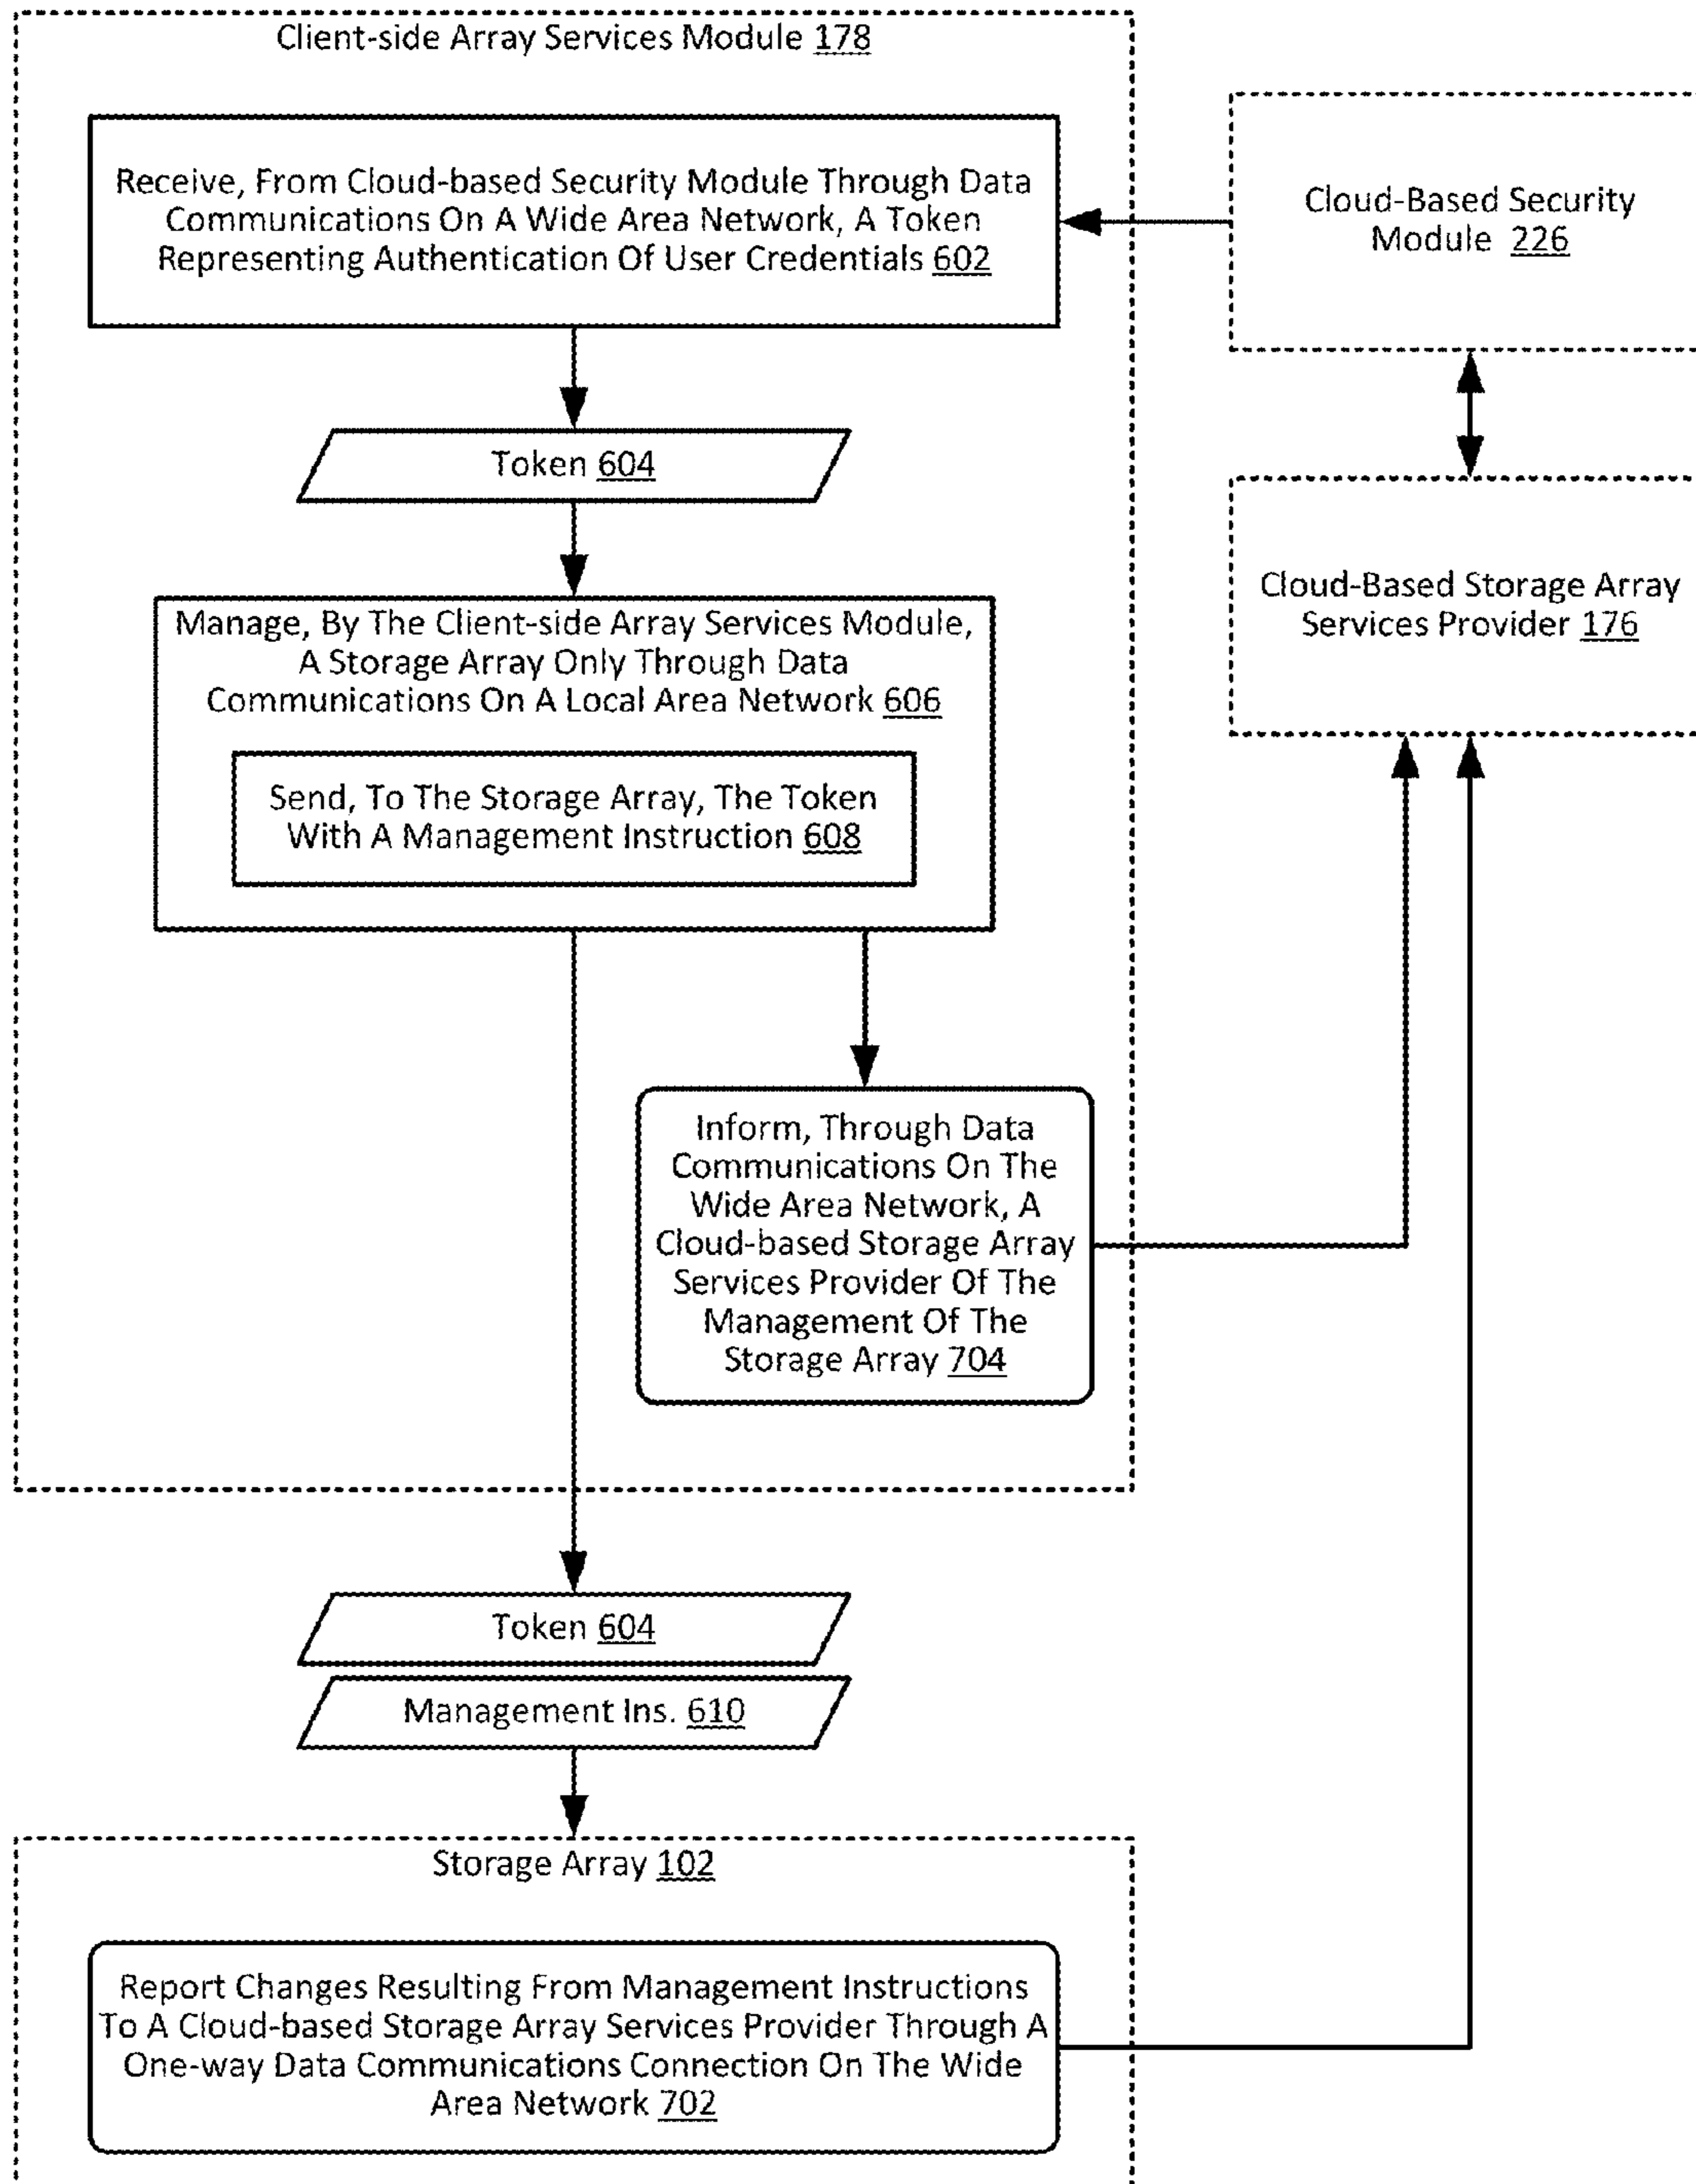 Client-side Array Services Module 178
Receive, From Cloud-based Security Module Through Data
Communications On A Wide Area Network, A Token
Representing Authentication Of User Credentials 602
Cloud-Based Security
Module 226
Token 604
Cloud-Based Storage Array
Services Provider 176
Manage, By The Client-side Array Services Module,
A Storage Array Only Through Data
Communications On A Local Area Network 606
Send, To The Storage Array, The Token
With A Management Instruction 608
Inform, Through Data
Communications On The
Wide Area Network, A
Cloud-based Storage Array
Services Provider Of The
Management Of The
Storage Array 704
Token 604
Management Ins. 610
Storage Array 102
Report Changes Resulting From Management Instructions
To A Cloud-based Storage Array Services Provider Through A
One-way Data Communications Connection On The Wide
Area Network 702